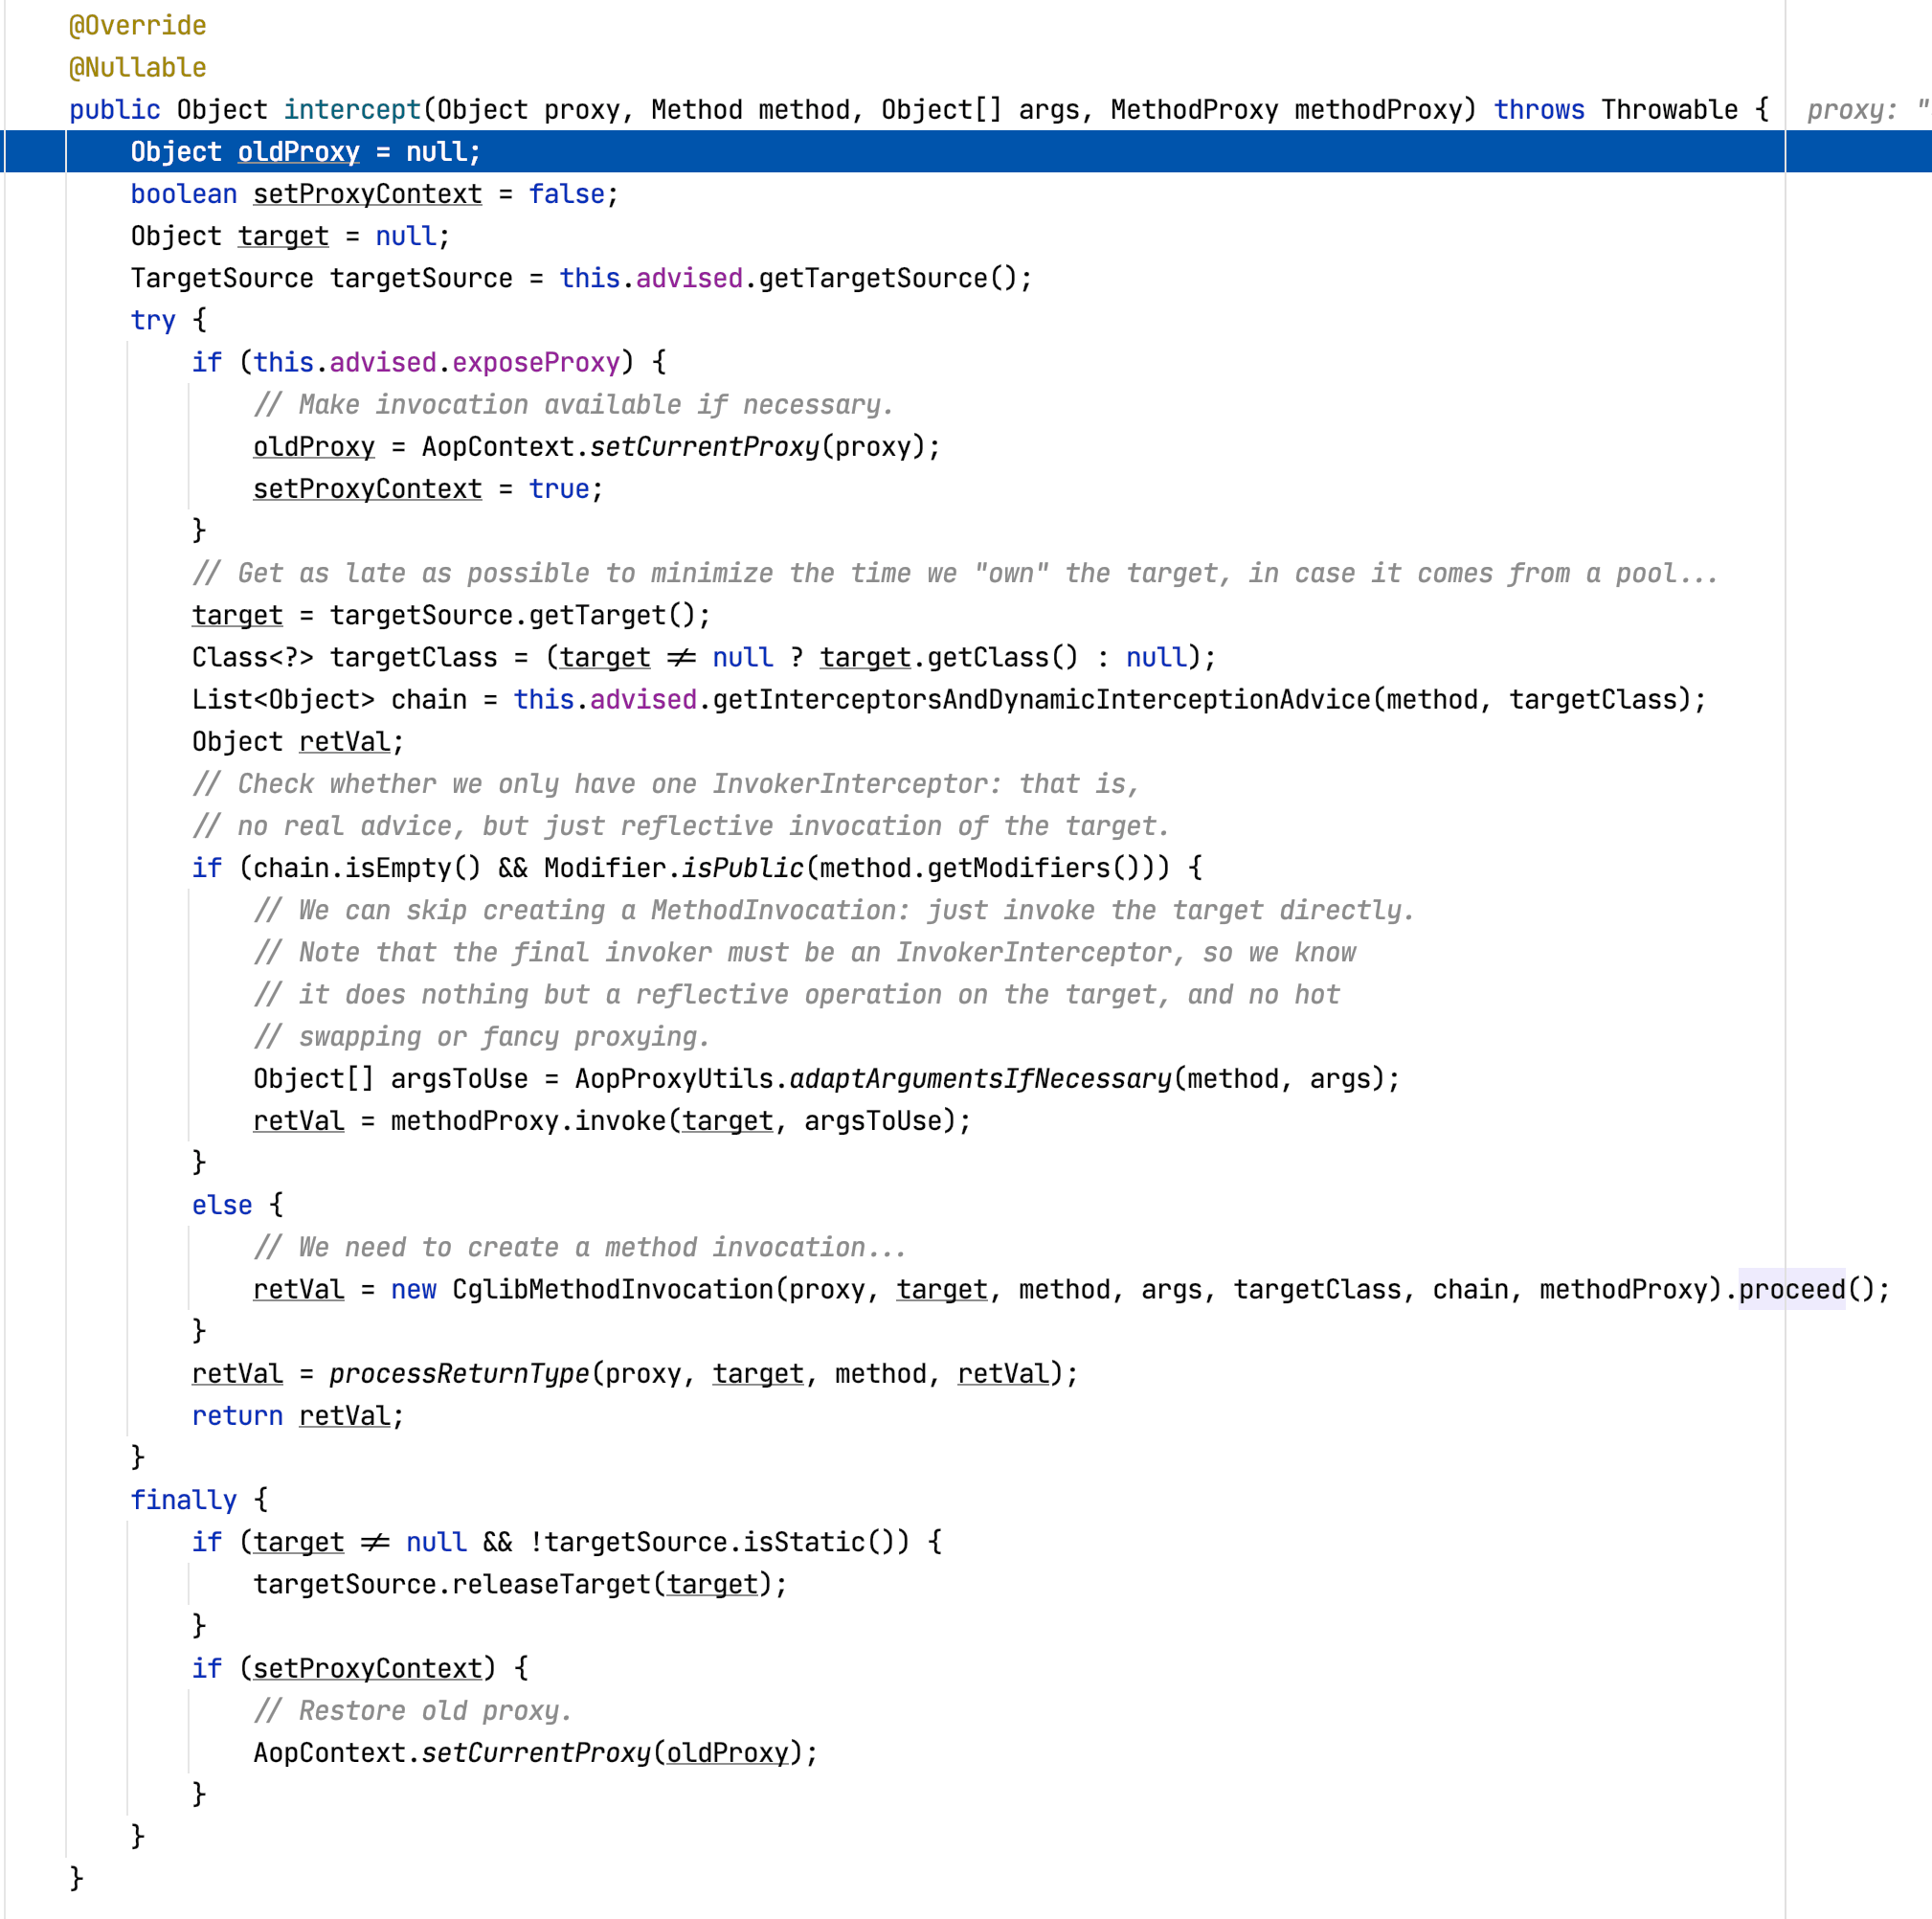 @Override
@Nullable
public Object intercept(Object proxy, Method method, Object[] args, MethodProxy methodProxy) throws Throwable {  proxy: "
Object oldProxy = null;
boolean setProxyContext = false;
Object target = null;
TargetSource targetSource = this.advised.getTargetSource();
try {
if (this.advised.exposeProxy) {
// Make invocation available if necessary.
oldProxy = AopContext.setCurrentProxy(proxy);
setProxyContext = true;
}
// Get as late as possible to minimize the time we "own" the target, in case it comes from a pool...
target = targetSource.getTarget();
Class<?> targetClass = (target != null ? target.getClass() : null);
List<Object> chain = this.advised.getInterceptorsAndDynamicInterceptionAdvice(method, targetClass);
Object retVal;
// Check whether we only have one InvokerInterceptor: that is,
// no real advice, but just reflective invocation of the target.
if (chain.isEmpty() && Modifier.isPublic(method.getModifiers())) {
// We can skip creating a MethodInvocation: just invoke the target directly.
// Note that the final invoker must be an InvokerInterceptor, so we know
// it does nothing but a reflective operation on the target, and no hot
// swapping or fancy proxying.
Object[] argsToUse = AopProxyUtils.adaptArgumentsIfNecessary(method, args);
retVal = methodProxy.invoke(target, argsToUse);
}
else {
// We need to create a method invocation...
retVal = new CglibMethodInvocation(proxy, target, method, args, targetClass, chain, methodProxy).proceed();
}
retVal = processReturnType(proxy, target, method, retVal);
return retVal;
}
finally {
if (target != null && !targetSource.isStatic()) {
targetSource.releaseTarget(target);
}
if (setProxyContext) {
// Restore old proxy.
AopContext.setCurrentProxy(oldProxy);
}
}
}